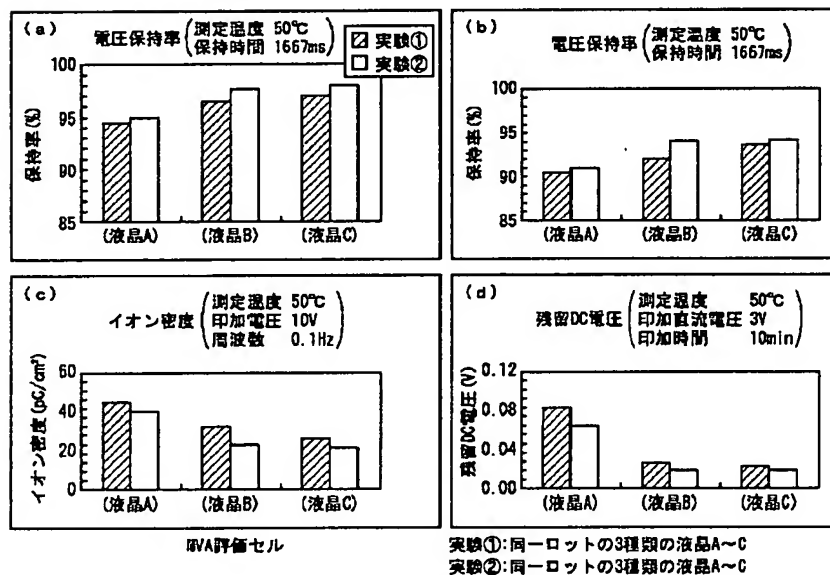 (a)
電圧保持率(測定温度 50℃
保持時間 1667ms)
実験①
実験②
100
95
90
85
保持率(%)
(液晶A) (液晶B) (液晶C)
(b)
電圧保持率(測定温度 50℃
保持時間 1667ms)
100
95
90
85
保持率(%)
(液晶A) (液晶B) (液晶C)
(c)
イオン密度(測定温度 50℃
印加電圧 10V
周波数 0.1Hz)
60
40
20
0
イオン密度(pC/cm²)
(液晶A) (液晶B) (液晶C)
(d)
残留DC電圧(測定温度 50℃
印加直流電圧 3V
印加時間 10min)
0.12
0.08
0.04
0.00
残留DC電圧(V)
(液晶A) (液晶B) (液晶C)
MVA評価セル
実験①:同一ロットの3種類の液晶A~C
実験②:同一ロットの3種類の液晶A~C